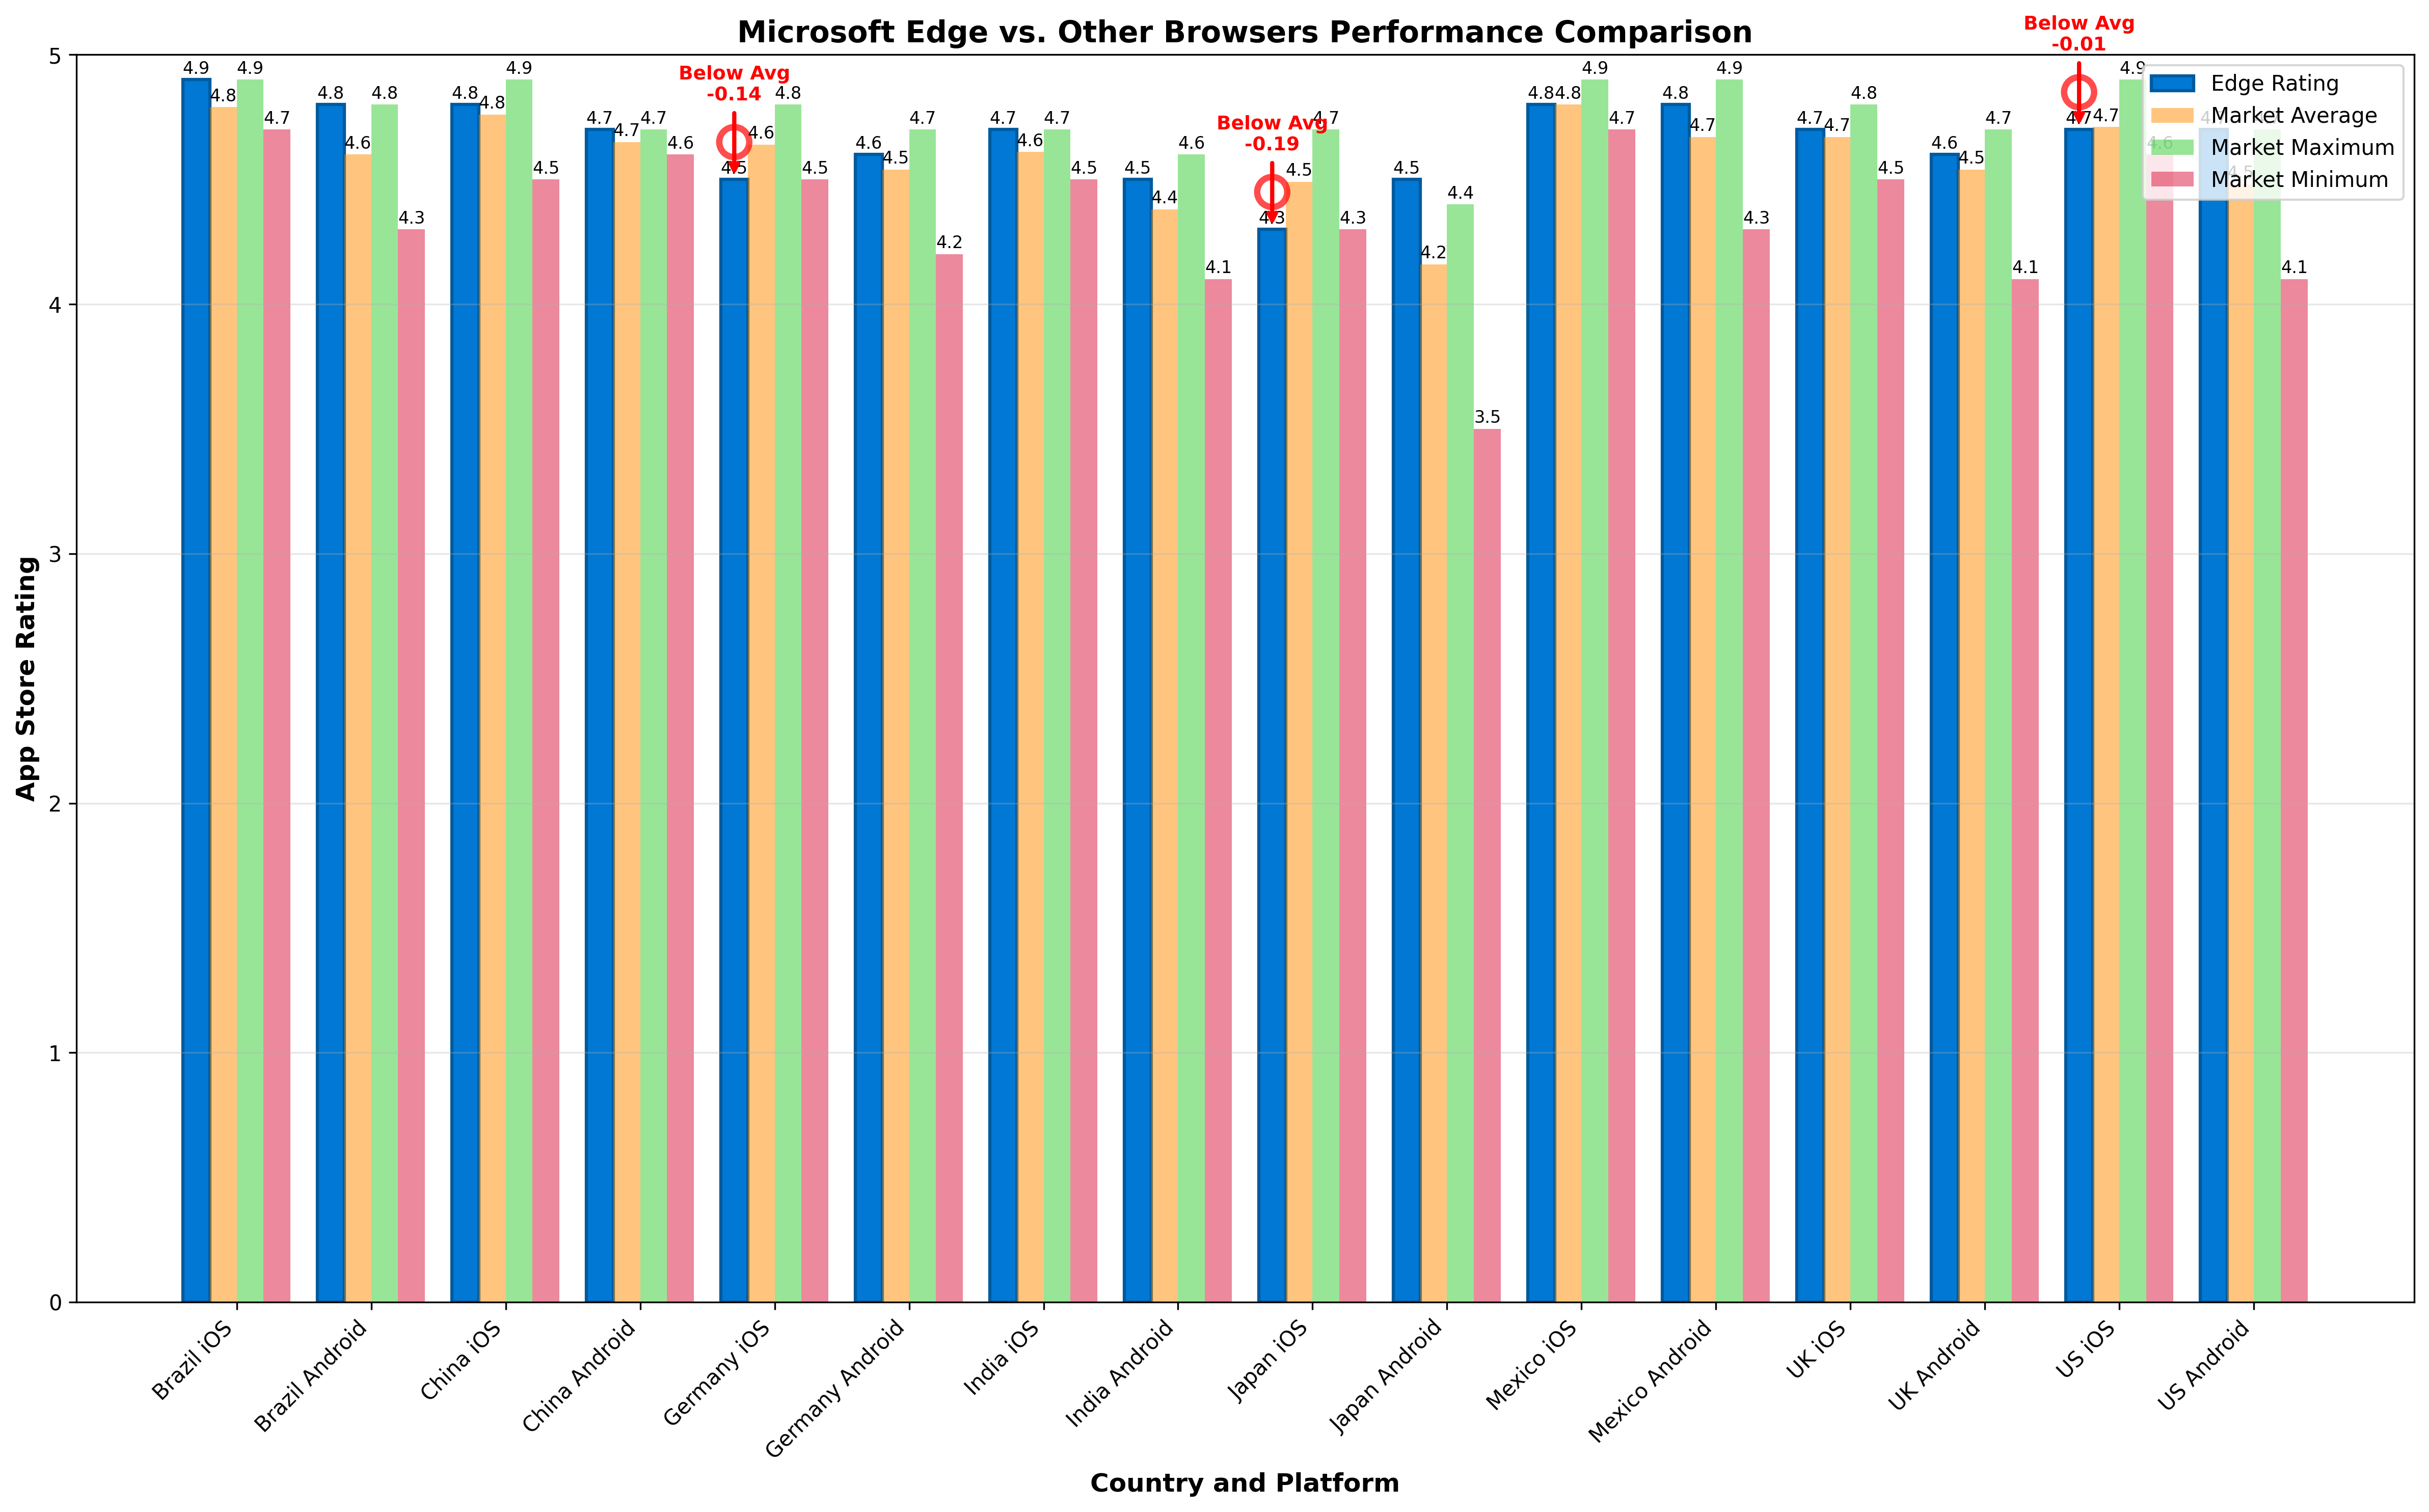 Microsoft Edge vs. Other Browsers Performance Comparison
Below Avg
-0.01
Below Avg
-0.14
Below Avg
-0.19
Edge Rating
Market Average
Market Maximum
Market Minimum
App Store Rating
5
4
3
2
1
0
4.9 4.8 4.9 4.7
4.8 4.6 4.8 4.3
4.8 4.8 4.9 4.5
4.7 4.7 4.7 4.6
4.5 4.6 4.8 4.5
4.6 4.5 4.7 4.2
4.7 4.6 4.7 4.5
4.5 4.4 4.6 4.1
4.3 4.5 4.7 4.3
4.5 4.2 4.4 3.5
4.8 4.8 4.9 4.7
4.8 4.7 4.9 4.3
4.7 4.7 4.8 4.5
4.6 4.5 4.7 4.1
4.7 4.7 4.9 4.6
4.5 4.1
Brazil iOS
Brazil Android
China iOS
China Android
Germany iOS
Germany Android
India iOS
India Android
Japan iOS
Japan Android
Mexico iOS
Mexico Android
UK iOS
UK Android
US iOS
US Android
Country and Platform